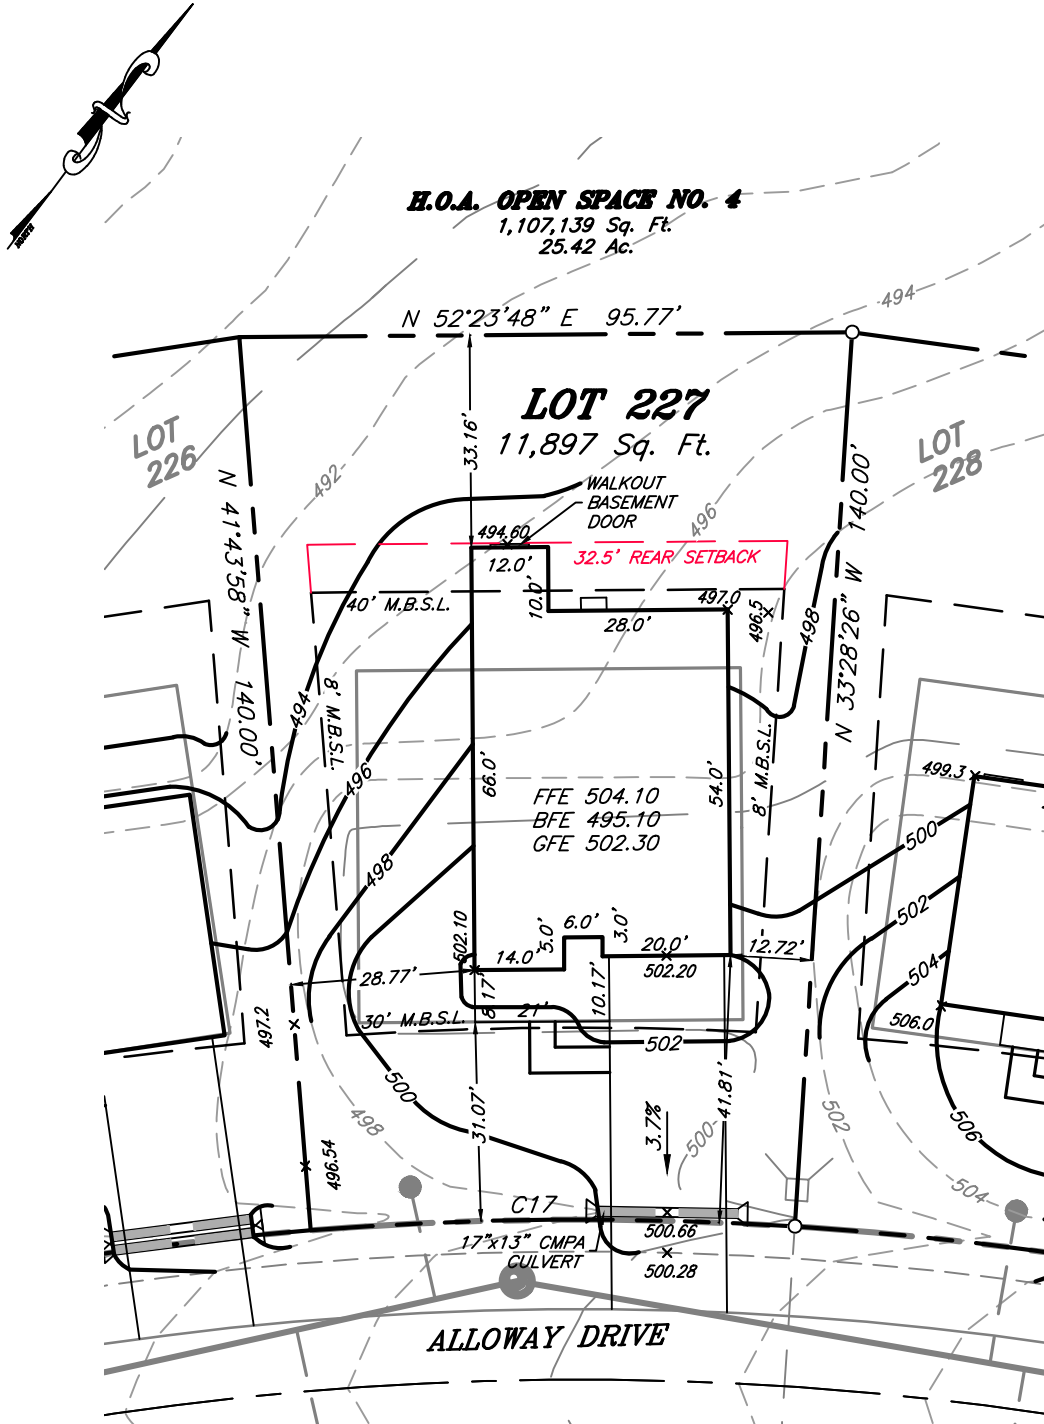 NORTH
H.O.A. OPEN SPACE NO. 4
1,107,139 Sq. Ft.
25.42 Ac.
494
N 52°23'48" E 95.77'
LOT 227
11,897 Sq. Ft.
33.16'
LOT
226
LOT
228
492
496
WALKOUT
BASEMENT
DOOR
494.60
12.0'
10.0'
32.5' REAR SETBACK
40' M.B.S.L.
28.0'
497.0
496.5
498
N 41°43'58" W 140.00'
N 33°28'26" W 140.00'
8' M.B.S.L.
8' M.B.S.L.
494
496
498
66.0'
54.0'
FFE 504.10
BFE 495.10
GFE 502.30
499.3
500
502
504
506.0
506
502.10
14.0'
5.0'
6.0'
3.0'
20.0'
502.20
12.72'
28.77'
8.17'
21'
10.17'
30' M.B.S.L.
502
497.2
500
498
31.07'
41.81'
3.7%
500
502
504
496.54
C17
17"x13" CMPA
CULVERT
500.66
500.28
ALLOWAY DRIVE